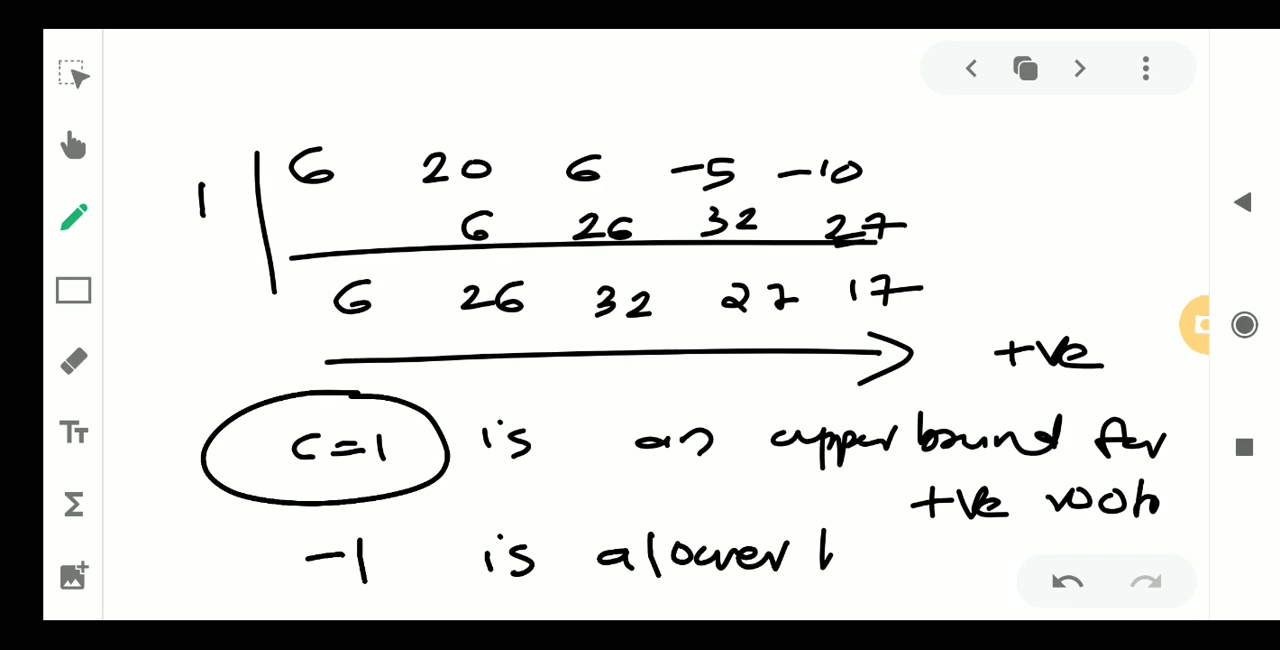 1 | 6 20 6 -5 -10
6 26 32 27
6 26 32 27 17
+ve
c=1 is an upper bound for
+ve roots
-1 is a lower b
Tт
Σ